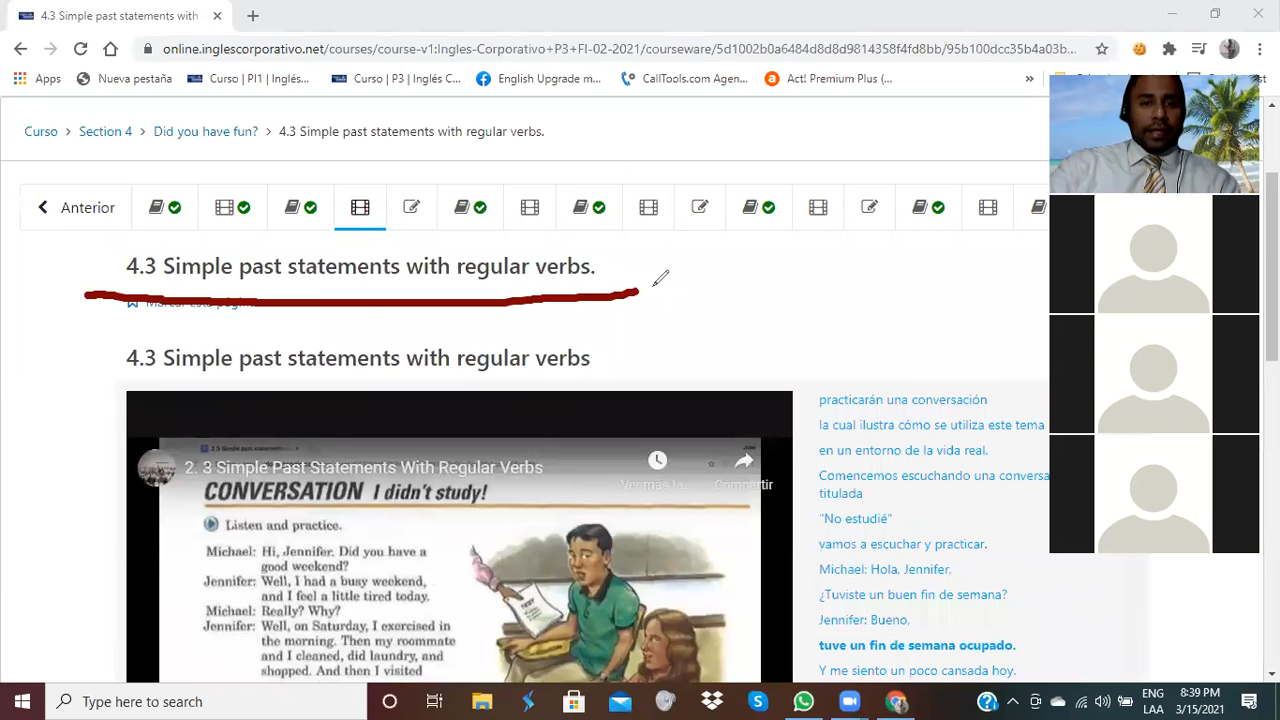 4.3 Simple past statements with
online.inglescorporativo.net/courses/course-v1:Ingles-Corporativo+P3+FI-02-2021/courseware/5d1002b0a6484d8d8d9814358f4fd8bb/95b100dcc35b4a03b...
Apps Nueva pestaña Curso | PI1 | Inglés... Curso | P3 | Inglés C... English Upgrade m... CallTools.com Agen... Act! Premium Plus (... »
Curso > Section 4 > Did you have fun? > 4.3 Simple past statements with regular verbs.
Anterior
4.3 Simple past statements with regular verbs.
4.3 Simple past statements with regular verbs
2. 3 Simple Past Statements With Regular Verbs
Ver más ta... Compartir
CONVERSATION I didn't study!
Listen and practice.
Michael: Hi, Jennifer. Did you have a
good weekend?
Jennifer: Well, I had a busy weekend,
and I feel a little tired today.
Michael: Really? Why?
Jennifer: Well, on Saturday, I exercised in
the morning. Then my roommate
and I cleaned, did laundry, and
shopped. And then I visited
TEST
practicarán una conversación
la cual ilustra cómo se utiliza este tema
en un entorno de la vida real.
Comencemos escuchando una conversa
titulada
"No estudié"
vamos a escuchar y practicar.
Michael: Hola, Jennifer,
¿Tuviste un buen fin de semana?
Jennifer: Bueno,
tuve un fin de semana ocupado.
Y me siento un poco cansada hoy.
Type here to search
ENG
LAA
8:39 PM
3/15/2021